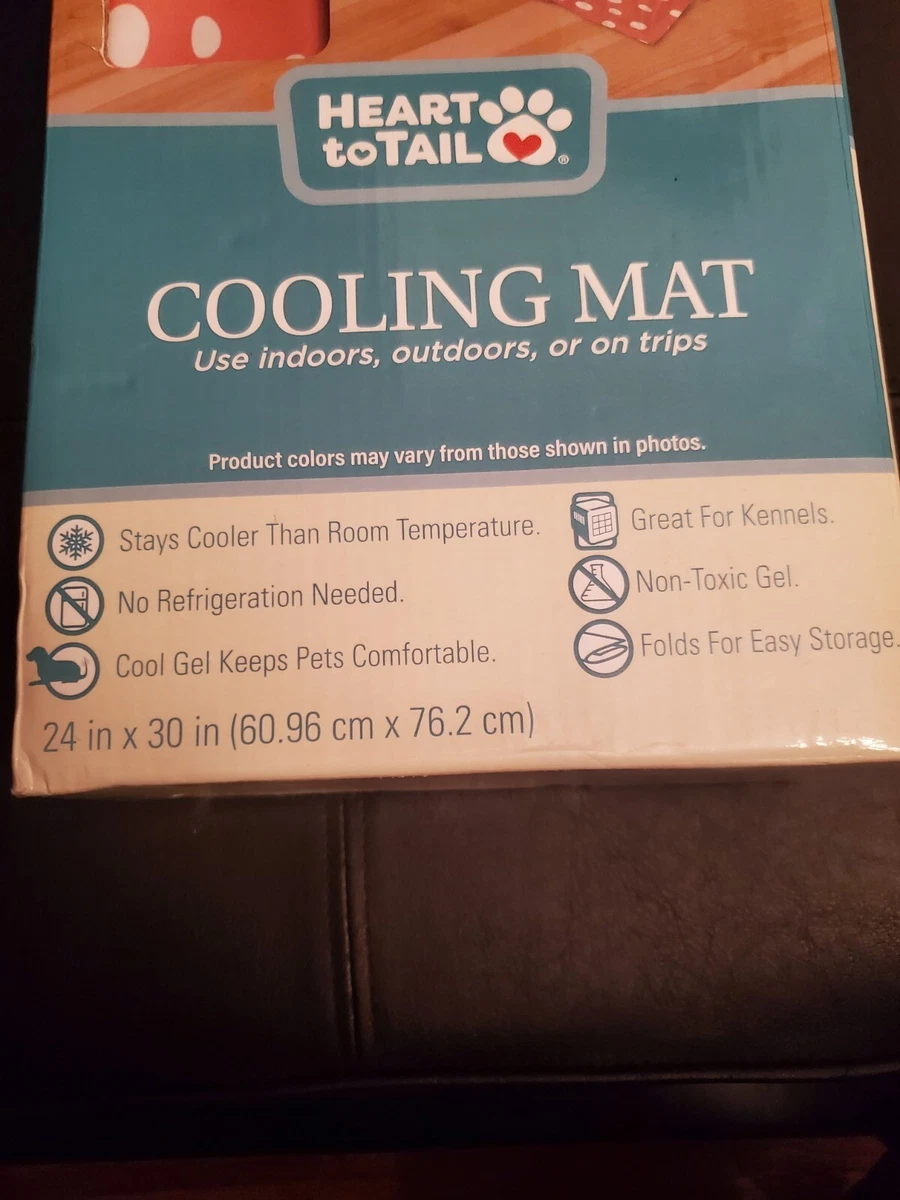 HEART
to TAIL ®
COOLING MAT
Use indoors, outdoors, or on trips
Product colors may vary from those shown in photos.
Stays Cooler Than Room Temperature.
No Refrigeration Needed.
Cool Gel Keeps Pets Comfortable.
Great For Kennels.
Non-Toxic Gel.
Folds For Easy Storage.
24 in x 30 in (60.96 cm x 76.2 cm)